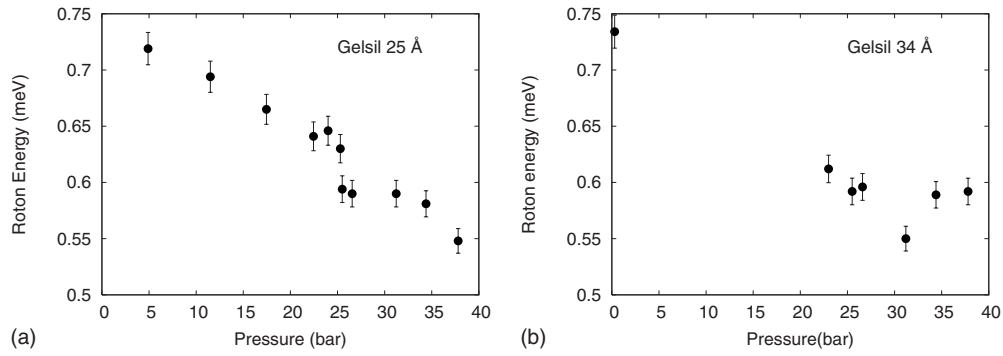 0.75
0.7
0.65
0.6
0.55
0.5
Roton Energy (meV)
Gelsil 25 Å
0 5 10 15 20 25 30 35 40
Pressure (bar)
(a)
0.75
0.7
0.65
0.6
0.55
0.5
Roton energy (meV)
Gelsil 34 Å
0 5 10 15 20 25 30 35 40
Pressure(bar)
(b)